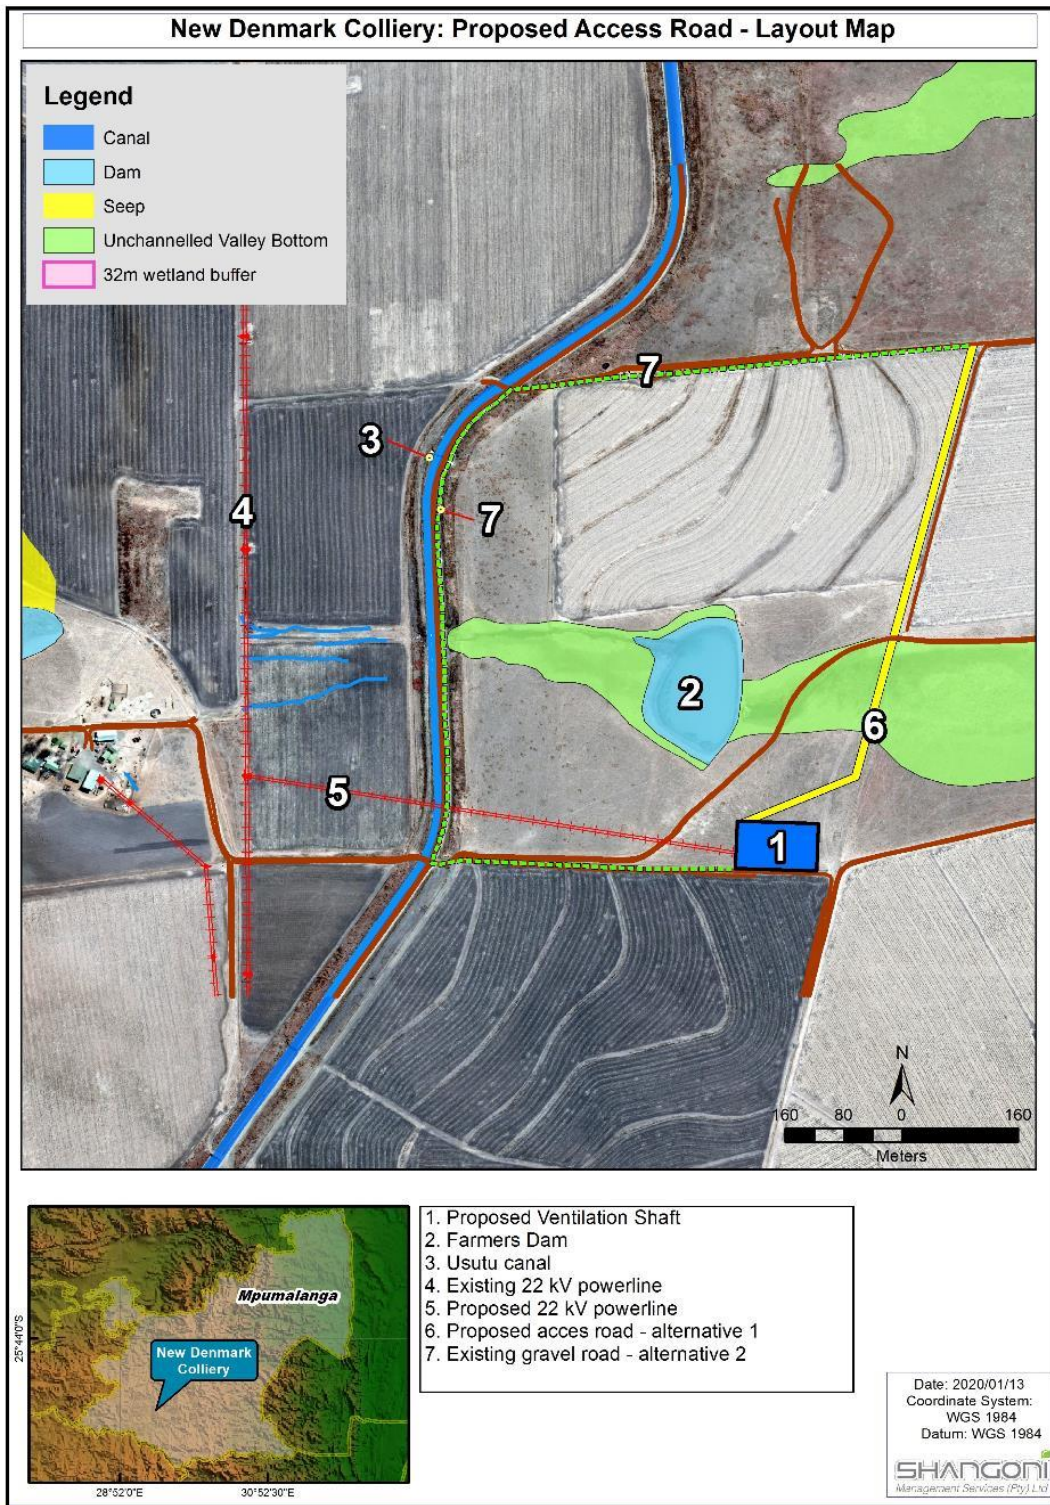 New Denmark Colliery: Proposed Access Road - Layout Map
Legend
Canal
Dam
Seep
Unchannelled Valley Bottom
32m wetland buffer
7
3
4
7
2
6
5
1
N
160 80 0 160
Meters
1. Proposed Ventilation Shaft
2. Farmers Dam
3. Usutu canal
4. Existing 22 kV powerline
5. Proposed 22 kV powerline
6. Proposed acces road - alternative 1
7. Existing gravel road - alternative 2
Mpumalanga
New Denmark
Colliery
25°44'0"S
28°52'0"E
30°52'30"E
Date: 2020/01/13
Coordinate System:
WGS 1984
Datum: WGS 1984
SHANGONI
Management Services (Pty) Ltd